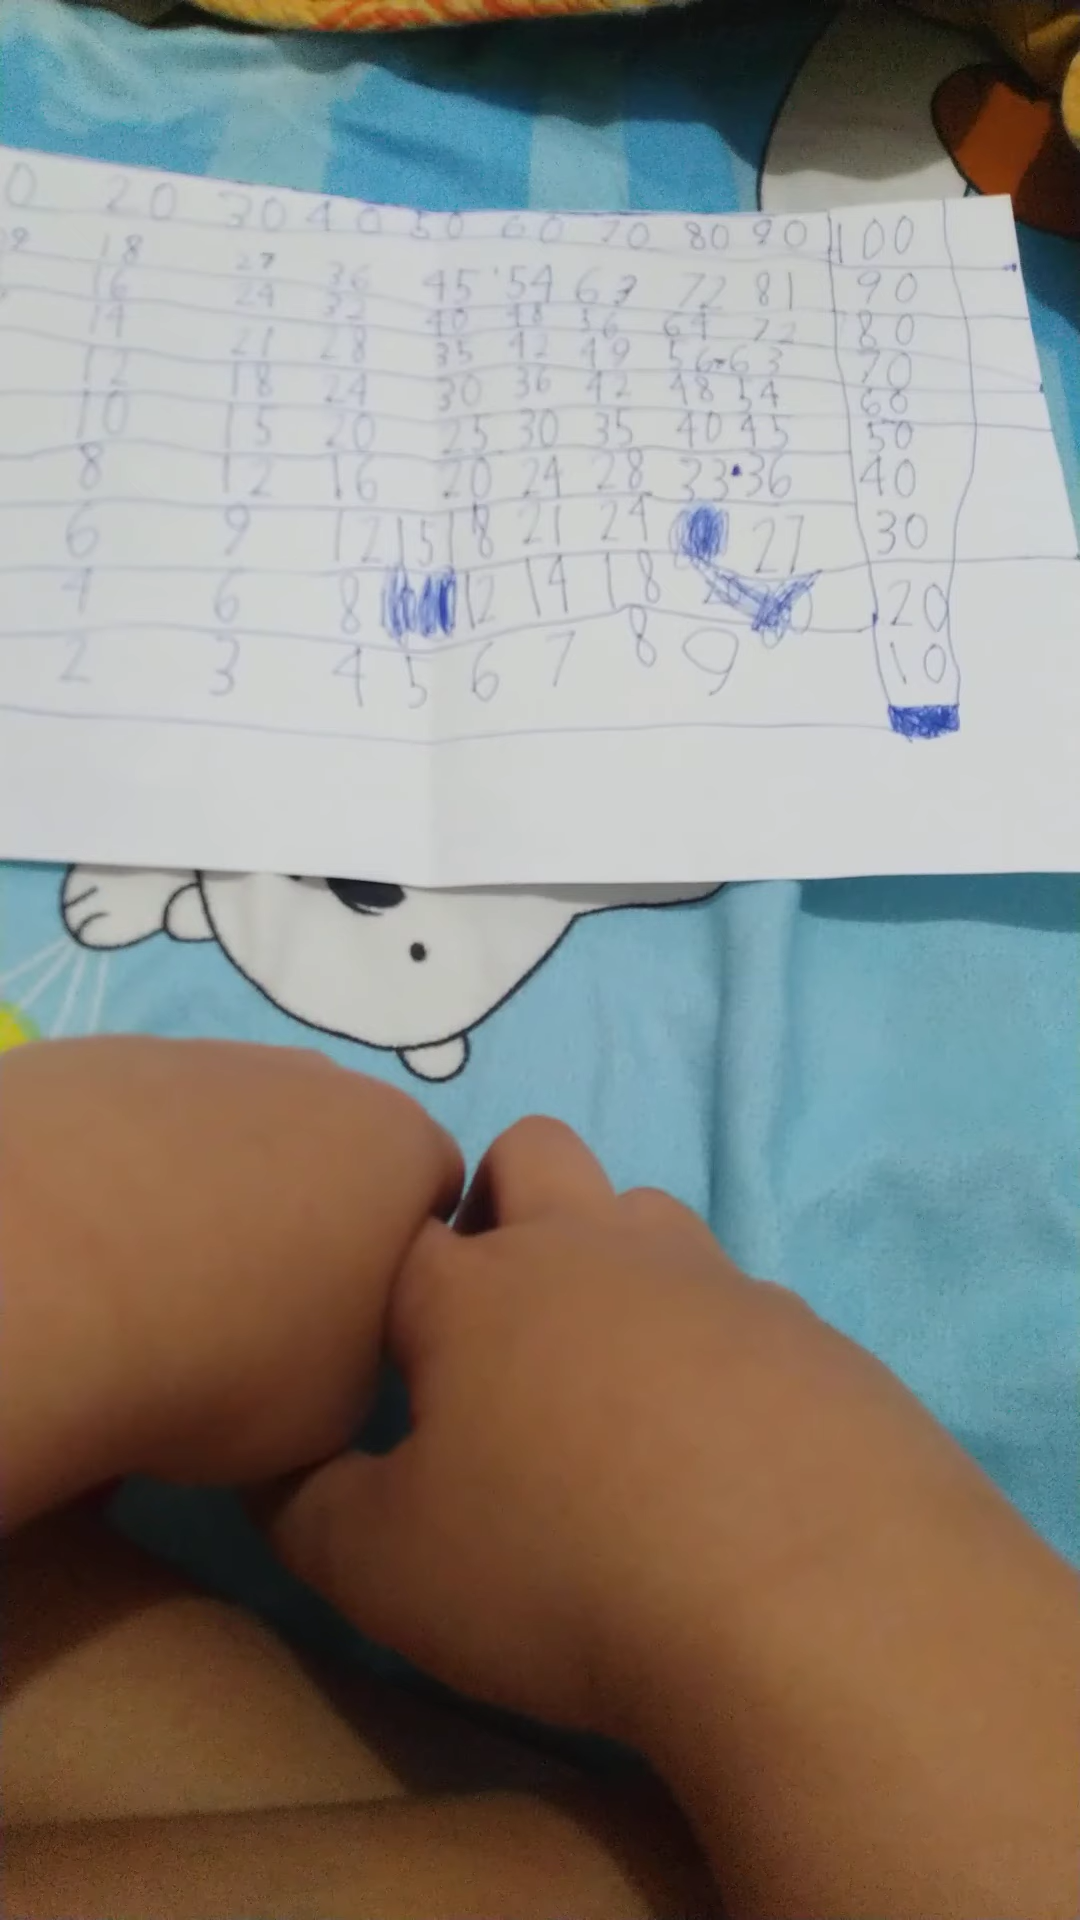 0 20 30 40 50 60 70 80 90 100
18 27 36 45 54 63 72 81 90
16 24 32 40 48 56 64 72 80
14 21 28 35 42 49 56 63 70
12 18 24 30 36 42 48 54 60
10 15 20 25 30 35 40 45 50
8 12 16 20 24 28 33 36 40
6 9 12 15 18 21 24 27 30
4 6 8 12 14 18 20
2 3 4 5 6 7 8 9 10